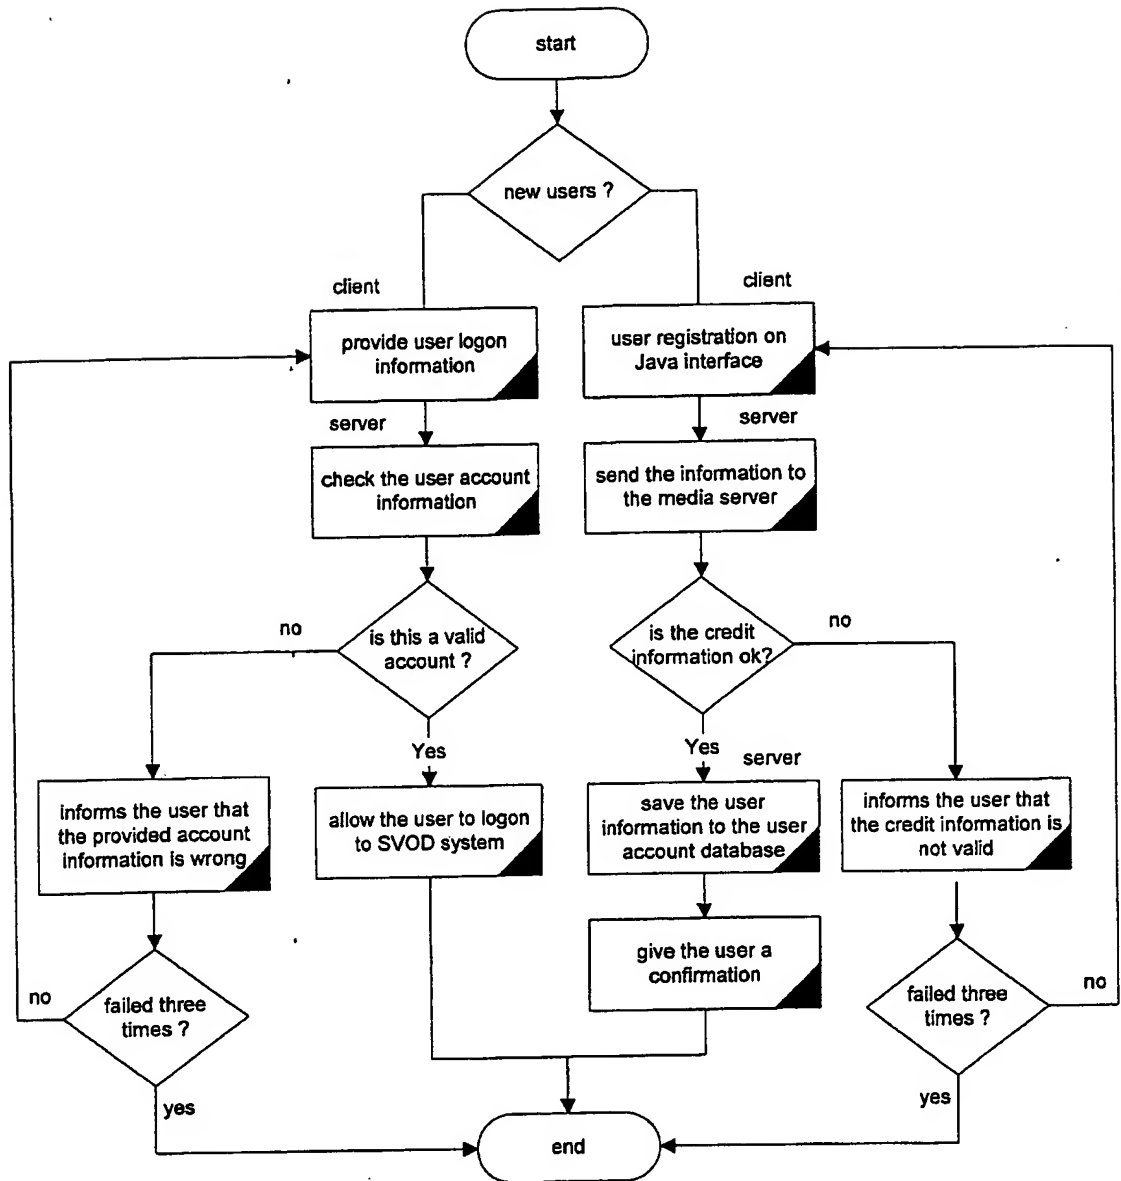 start
new users ?
client
client
provide user logon
information
user registration on
Java interface
server
server
check the user account
information
send the information to
the media server
no
is this a valid
account ?
is the credit
information ok?
no
Yes
Yes
server
informs the user that
the provided account
information is wrong
allow the user to logon
to SVOD system
save the user
information to the user
account database
informs the user that
the credit information is
not valid
give the user a
confirmation
no
failed three
times ?
failed three
times ?
no
yes
yes
end